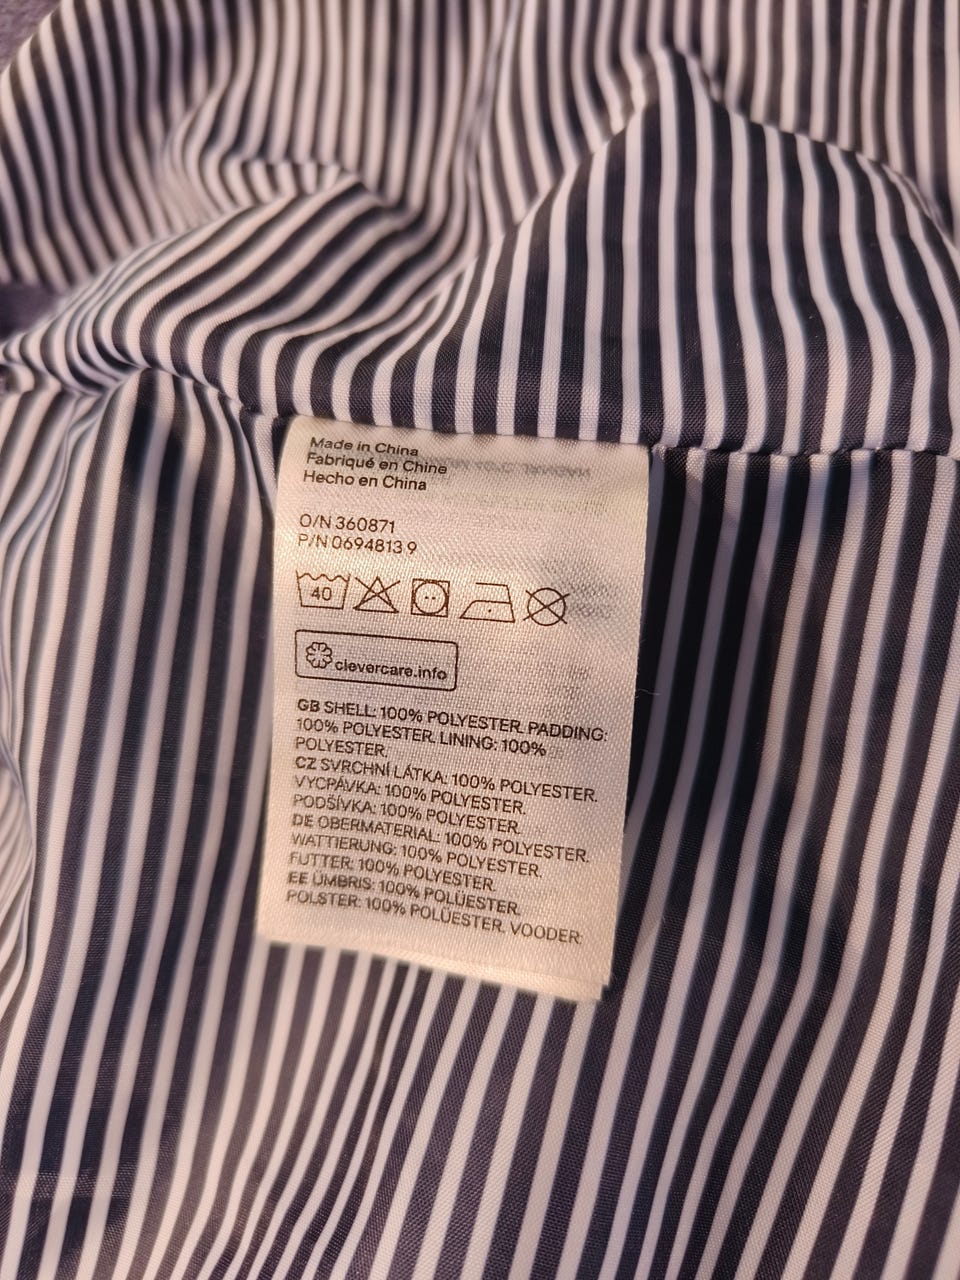 Made in China
Fabriqué en Chine
Hecho en China
O/N 360871
P/N 0694813 9
40
clevercare.info
GB SHELL: 100% POLYESTER. PADDING:
100% POLYESTER. LINING: 100%
POLYESTER.
CZ SVRCHNÍ LÁTKA: 100% POLYESTER.
VYCPÁVKA: 100% POLYESTER.
PODŠÍVKA: 100% POLYESTER.
DE OBERMATERIAL: 100% POLYESTER.
WATTIERUNG: 100% POLYESTER.
FUTTER: 100% POLYESTER.
EE ÜMBRIS: 100% POLÜESTER.
POLSTER: 100% POLÜESTER. VOODER: